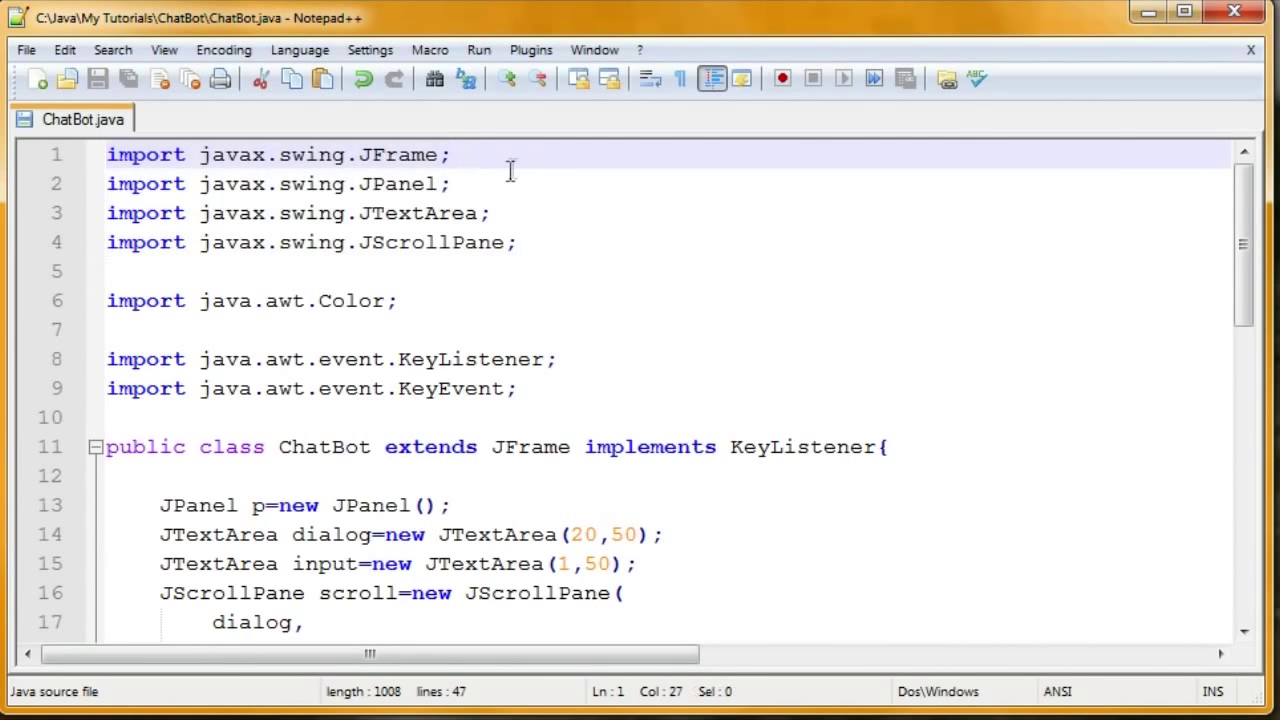 C:\Java\My Tutorials\ChatBot\ChatBot.java - Notepad++
File Edit Search View Encoding Language Settings Macro Run Plugins Window ? X
ABC
ChatBot.java
1 import javax.swing.JFrame;
2 import javax.swing.JPanel;
3 import javax.swing.JTextArea;
4 import javax.swing.JScrollPane;
5
6 import java.awt.Color;
7
8 import java.awt.event.KeyListener;
9 import java.awt.event.KeyEvent;
10
11 public class ChatBot extends JFrame implements KeyListener{
12
13 JPanel p=new JPanel();
14 JTextArea dialog=new JTextArea(20,50);
15 JTextArea input=new JTextArea(1,50);
16 JScrollPane scroll=new JScrollPane(
17 dialog,
Java source file length : 1008 lines : 47 Ln : 1 Col : 27 Sel : 0 Dos\Windows ANSI INS